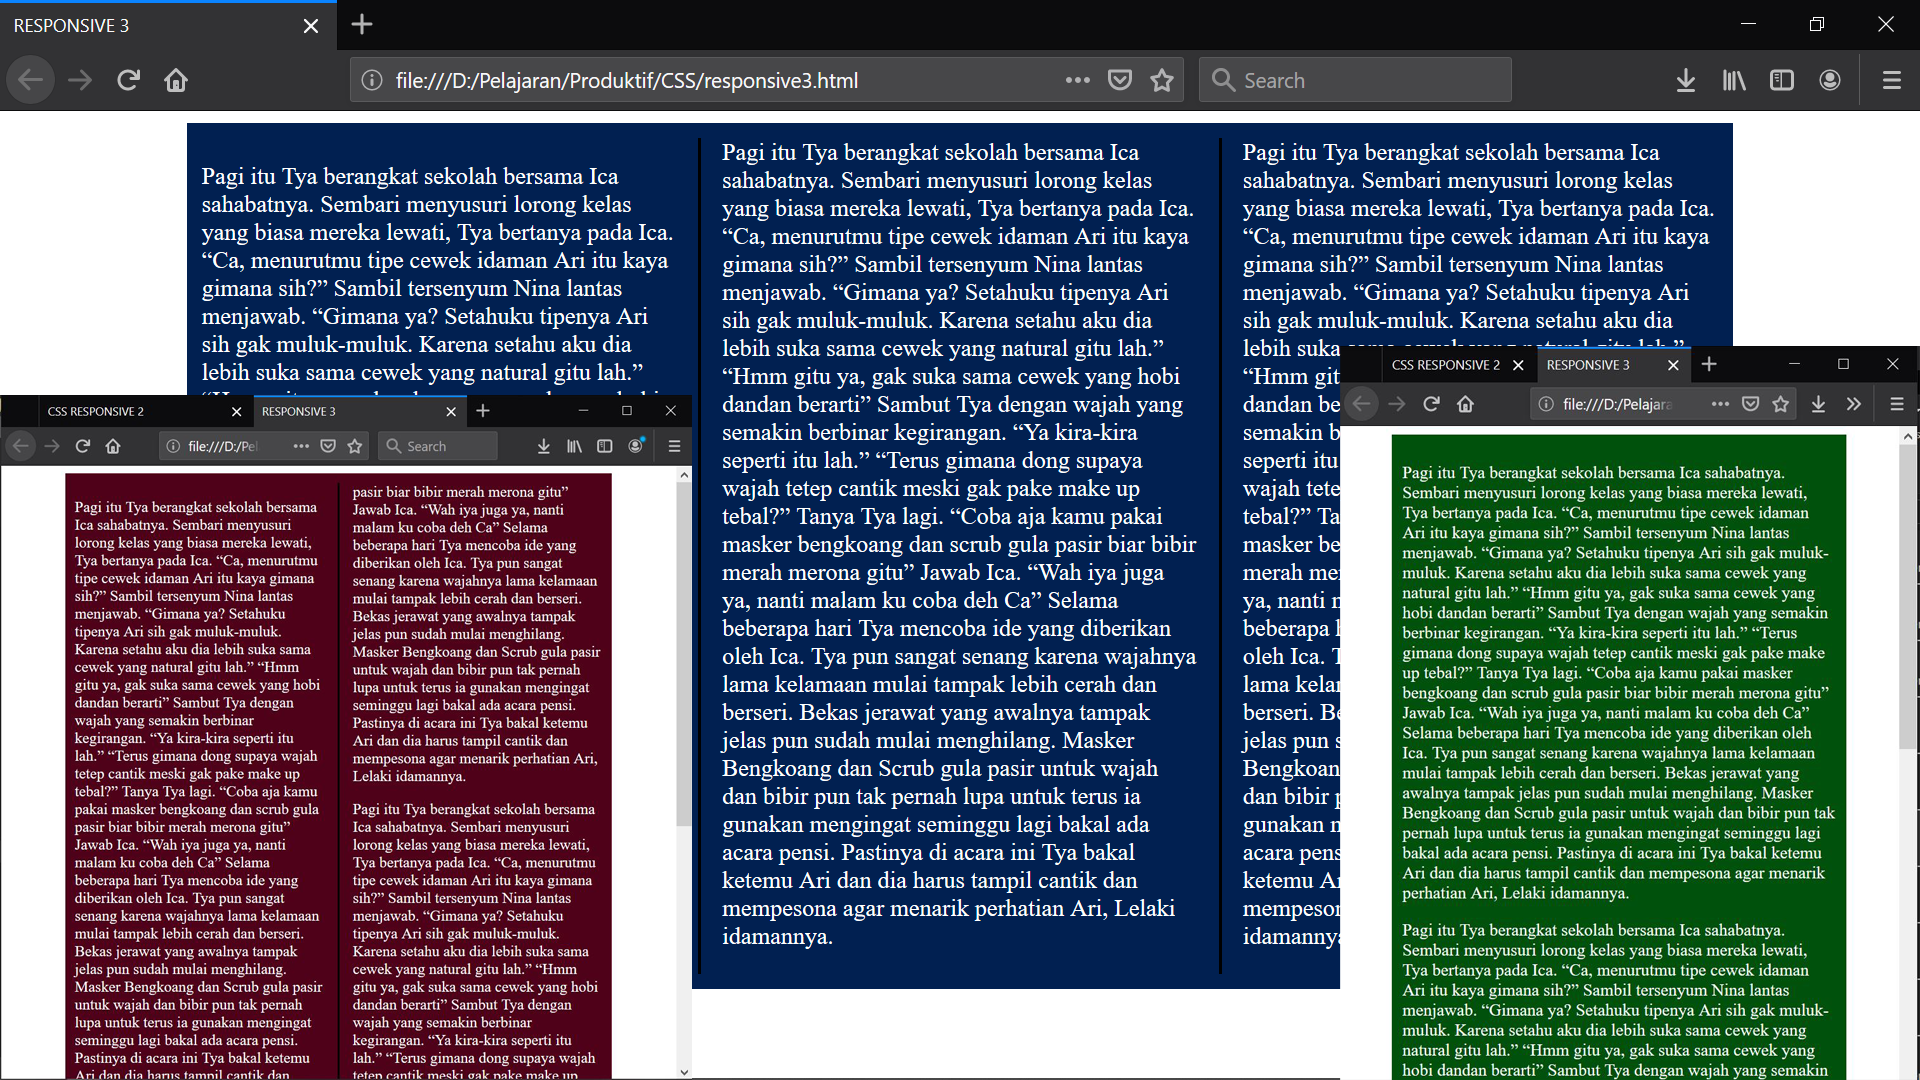 RESPONSIVE 3
file:///D:/Pelajaran/Produktif/CSS/responsive3.html
Search
Pagi itu Tya berangkat sekolah bersama Ica
sahabatnya. Sembari menyusuri lorong kelas
yang biasa mereka lewati, Tya bertanya pada Ica.
“Ca, menurutmu tipe cewek idaman Ari itu kaya
gimana sih?” Sambil tersenyum Nina lantas
menjawab. “Gimana ya? Setahuku tipenya Ari
sih gak muluk-muluk. Karena setahu aku dia
lebih suka sama cewek yang natural gitu lah.”
Pagi itu Tya berangkat sekolah bersama Ica
sahabatnya. Sembari menyusuri lorong kelas
yang biasa mereka lewati, Tya bertanya pada Ica.
“Ca, menurutmu tipe cewek idaman Ari itu kaya
gimana sih?” Sambil tersenyum Nina lantas
menjawab. “Gimana ya? Setahuku tipenya Ari
sih gak muluk-muluk. Karena setahu aku dia
lebih suka sama cewek yang natural gitu lah.”
“Hmm gitu ya, gak suka sama cewek yang hobi
dandan berarti” Sambut Tya dengan wajah yang
semakin berbinar kegirangan. “Ya kira-kira
seperti itu lah.” “Terus gimana dong supaya
wajah tetep cantik meski gak pake make up
tebal?” Tanya Tya lagi. “Coba aja kamu pakai
masker bengkoang dan scrub gula pasir biar bibir
merah merona gitu” Jawab Ica. “Wah iya juga
ya, nanti malam ku coba deh Ca” Selama
beberapa hari Tya mencoba ide yang diberikan
oleh Ica. Tya pun sangat senang karena wajahnya
lama kelamaan mulai tampak lebih cerah dan
berseri. Bekas jerawat yang awalnya tampak
jelas pun sudah mulai menghilang. Masker
Bengkoang dan Scrub gula pasir untuk wajah
dan bibir pun tak pernah lupa untuk terus ia
gunakan mengingat seminggu lagi bakal ada
acara pensi. Pastinya di acara ini Tya bakal
ketemu Ari dan dia harus tampil cantik dan
mempesona agar menarik perhatian Ari, Lelaki
idamannya.
Pagi itu Tya berangkat sekolah bersama Ica
sahabatnya. Sembari menyusuri lorong kelas
yang biasa mereka lewati, Tya bertanya pada Ica.
“Ca, menurutmu tipe cewek idaman Ari itu kaya
gimana sih?” Sambil tersenyum Nina lantas
menjawab. “Gimana ya? Setahuku tipenya Ari
sih gak muluk-muluk. Karena setahu aku dia
lebih suka
“Hmm git
dandan be
semakin b
seperti itu
wajah tete
tebal?” Ta
masker be
merah me
ya, nanti
beberapa
oleh Ica.
lama kela
berseri. Be
jelas pun s
Bengkoan
dan bibir
gunakan
acara pens
ketemu A
mempeso
idamannya
CSS RESPONSIVE 2
RESPONSIVE 3
file:///D:/Pel
Search
Pagi itu Tya berangkat sekolah bersama
Ica sahabatnya. Sembari menyusuri
lorong kelas yang biasa mereka lewati,
Tya bertanya pada Ica. “Ca, menurutmu
tipe cewek idaman Ari itu kaya gimana
sih?” Sambil tersenyum Nina lantas
menjawab. “Gimana ya? Setahuku
tipenya Ari sih gak muluk-muluk.
Karena setahu aku dia lebih suka sama
cewek yang natural gitu lah.” “Hmm
gitu ya, gak suka sama cewek yang hobi
dandan berarti” Sambut Tya dengan
wajah yang semakin berbinar
kegirangan. “Ya kira-kira seperti itu
lah.” “Terus gimana dong supaya wajah
tetep cantik meski gak pake make up
tebal?” Tanya Tya lagi. “Coba aja kamu
pakai masker bengkoang dan scrub gula
pasir biar bibir merah merona gitu”
Jawab Ica. “Wah iya juga ya, nanti
malam ku coba deh Ca” Selama
beberapa hari Tya mencoba ide yang
diberikan oleh Ica. Tya pun sangat
senang karena wajahnya lama kelamaan
mulai tampak lebih cerah dan berseri.
Bekas jerawat yang awalnya tampak
jelas pun sudah mulai menghilang.
Masker Bengkoang dan Scrub gula pasir
untuk wajah dan bibir pun tak pernah
lupa untuk terus ia gunakan mengingat
seminggu lagi bakal ada acara pensi.
Pastinya di acara ini Tya bakal ketemu
Ari dan dia harus tampil cantik dan
pasir biar bibir merah merona gitu”
Jawab Ica. “Wah iya juga ya, nanti
malam ku coba deh Ca” Selama
beberapa hari Tya mencoba ide yang
diberikan oleh Ica. Tya pun sangat
senang karena wajahnya lama kelamaan
mulai tampak lebih cerah dan berseri.
Bekas jerawat yang awalnya tampak
jelas pun sudah mulai menghilang.
Masker Bengkoang dan Scrub gula pasir
untuk wajah dan bibir pun tak pernah
lupa untuk terus ia gunakan mengingat
seminggu lagi bakal ada acara pensi.
Pastinya di acara ini Tya bakal ketemu
Ari dan dia harus tampil cantik dan
mempesona agar menarik perhatian Ari,
Lelaki idamannya.
Pagi itu Tya berangkat sekolah bersama
Ica sahabatnya. Sembari menyusuri
lorong kelas yang biasa mereka lewati,
Tya bertanya pada Ica. “Ca, menurutmu
tipe cewek idaman Ari itu kaya gimana
sih?” Sambil tersenyum Nina lantas
menjawab. “Gimana ya? Setahuku
tipenya Ari sih gak muluk-muluk.
Karena setahu aku dia lebih suka sama
cewek yang natural gitu lah.” “Hmm
gitu ya, gak suka sama cewek yang hobi
dandan berarti” Sambut Tya dengan
wajah yang semakin berbinar
kegirangan. “Ya kira-kira seperti itu
lah.” “Terus gimana dong supaya wajah
tetep cantik meski gak pake make up
CSS RESPONSIVE 2
RESPONSIVE 3
file:///D:/Pelajara
Pagi itu Tya berangkat sekolah bersama Ica sahabatnya.
Sembari menyusuri lorong kelas yang biasa mereka lewati,
Tya bertanya pada Ica. “Ca, menurutmu tipe cewek idaman
Ari itu kaya gimana sih?” Sambil tersenyum Nina lantas
menjawab. “Gimana ya? Setahuku tipenya Ari sih gak muluk-
muluk. Karena setahu aku dia lebih suka sama cewek yang
natural gitu lah.” “Hmm gitu ya, gak suka sama cewek yang
hobi dandan berarti” Sambut Tya dengan wajah yang semakin
berbinar kegirangan. “Ya kira-kira seperti itu lah.” “Terus
gimana dong supaya wajah tetep cantik meski gak pake make
up tebal?” Tanya Tya lagi. “Coba aja kamu pakai masker
bengkoang dan scrub gula pasir biar bibir merah merona gitu”
Jawab Ica. “Wah iya juga ya, nanti malam ku coba deh Ca”
Selama beberapa hari Tya mencoba ide yang diberikan oleh
Ica. Tya pun sangat senang karena wajahnya lama kelamaan
mulai tampak lebih cerah dan berseri. Bekas jerawat yang
awalnya tampak jelas pun sudah mulai menghilang. Masker
Bengkoang dan Scrub gula pasir untuk wajah dan bibir pun tak
pernah lupa untuk terus ia gunakan mengingat seminggu lagi
bakal ada acara pensi. Pastinya di acara ini Tya bakal ketemu
Ari dan dia harus tampil cantik dan mempesona agar menarik
perhatian Ari, Lelaki idamannya.
Pagi itu Tya berangkat sekolah bersama Ica sahabatnya.
Sembari menyusuri lorong kelas yang biasa mereka lewati,
Tya bertanya pada Ica. “Ca, menurutmu tipe cewek idaman
Ari itu kaya gimana sih?” Sambil tersenyum Nina lantas
menjawab. “Gimana ya? Setahuku tipenya Ari sih gak muluk-
muluk. Karena setahu aku dia lebih suka sama cewek yang
natural gitu lah.” “Hmm gitu ya, gak suka sama cewek yang
hobi dandan berarti” Sambut Tya dengan wajah yang semakin